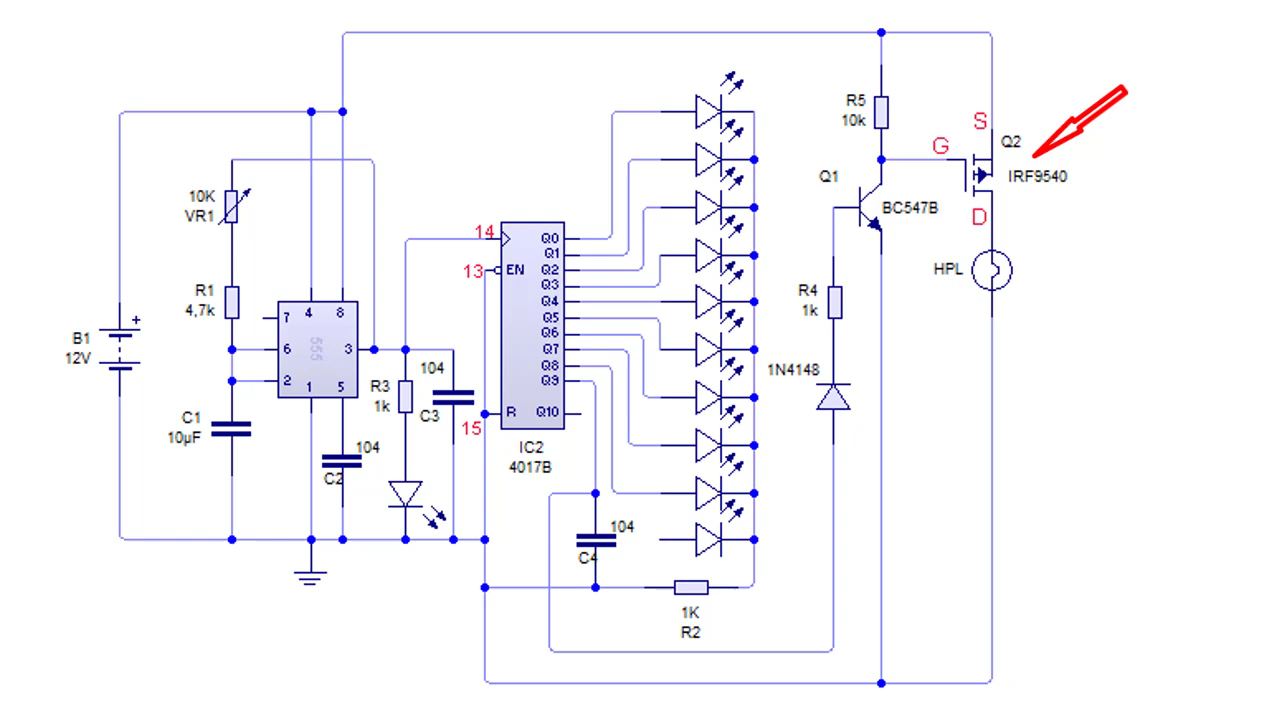 R5
10k
S
Q2
G
IRF9540
Q1
BC547B
D
HPL
10K
VR1
R1
4,7k
B1
12V
+
7
4
8
6
555
3
2
1
5
C1
10µF
104
C2
R3
1k
104
C3
14
13
15
EN
R
Q0
Q1
Q2
Q3
Q4
Q5
Q6
Q7
Q8
Q9
Q10
IC2
4017B
R4
1k
1N4148
104
C4
1K
R2